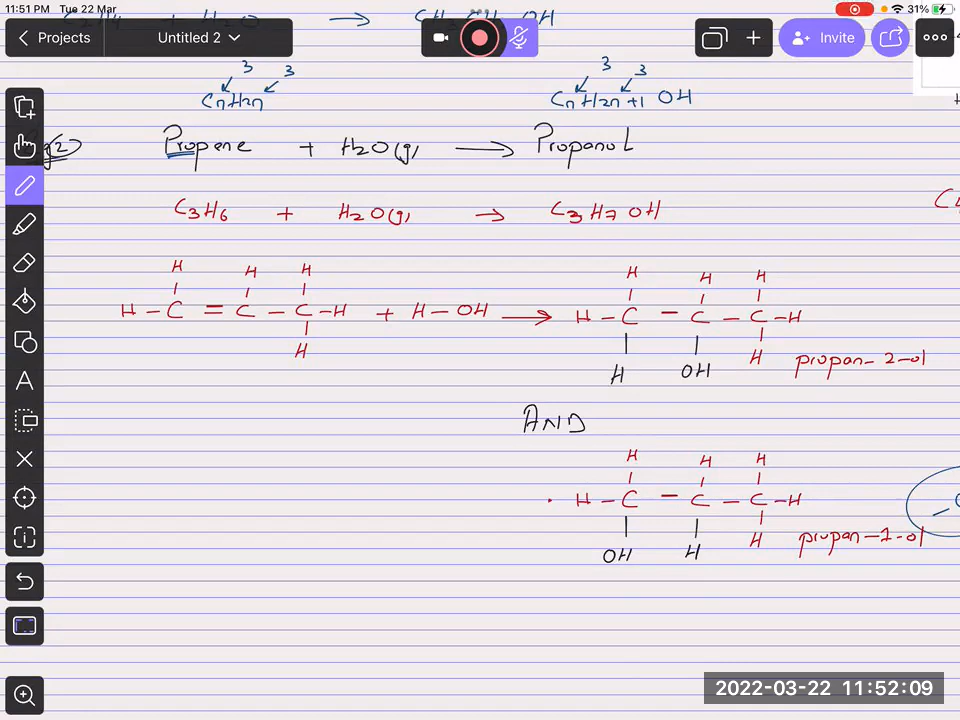 11:51 PM Tue 22 Mar 31%
Projects Untitled 2 Invite
+ H2O → OH
3 3 3 3
CnH2n CnH2n+1 OH
Propene + H2O(g) → Propanol
C3H6 + H2O(g) → C3H7OH
H H H H H H
H - C = C - C - H + H - OH → H - C - C - C - H
H H OH H propan-2-ol
AND
H H H
H - C - C - C - H
OH H H propan-1-ol
2022-03-22 11:52:09